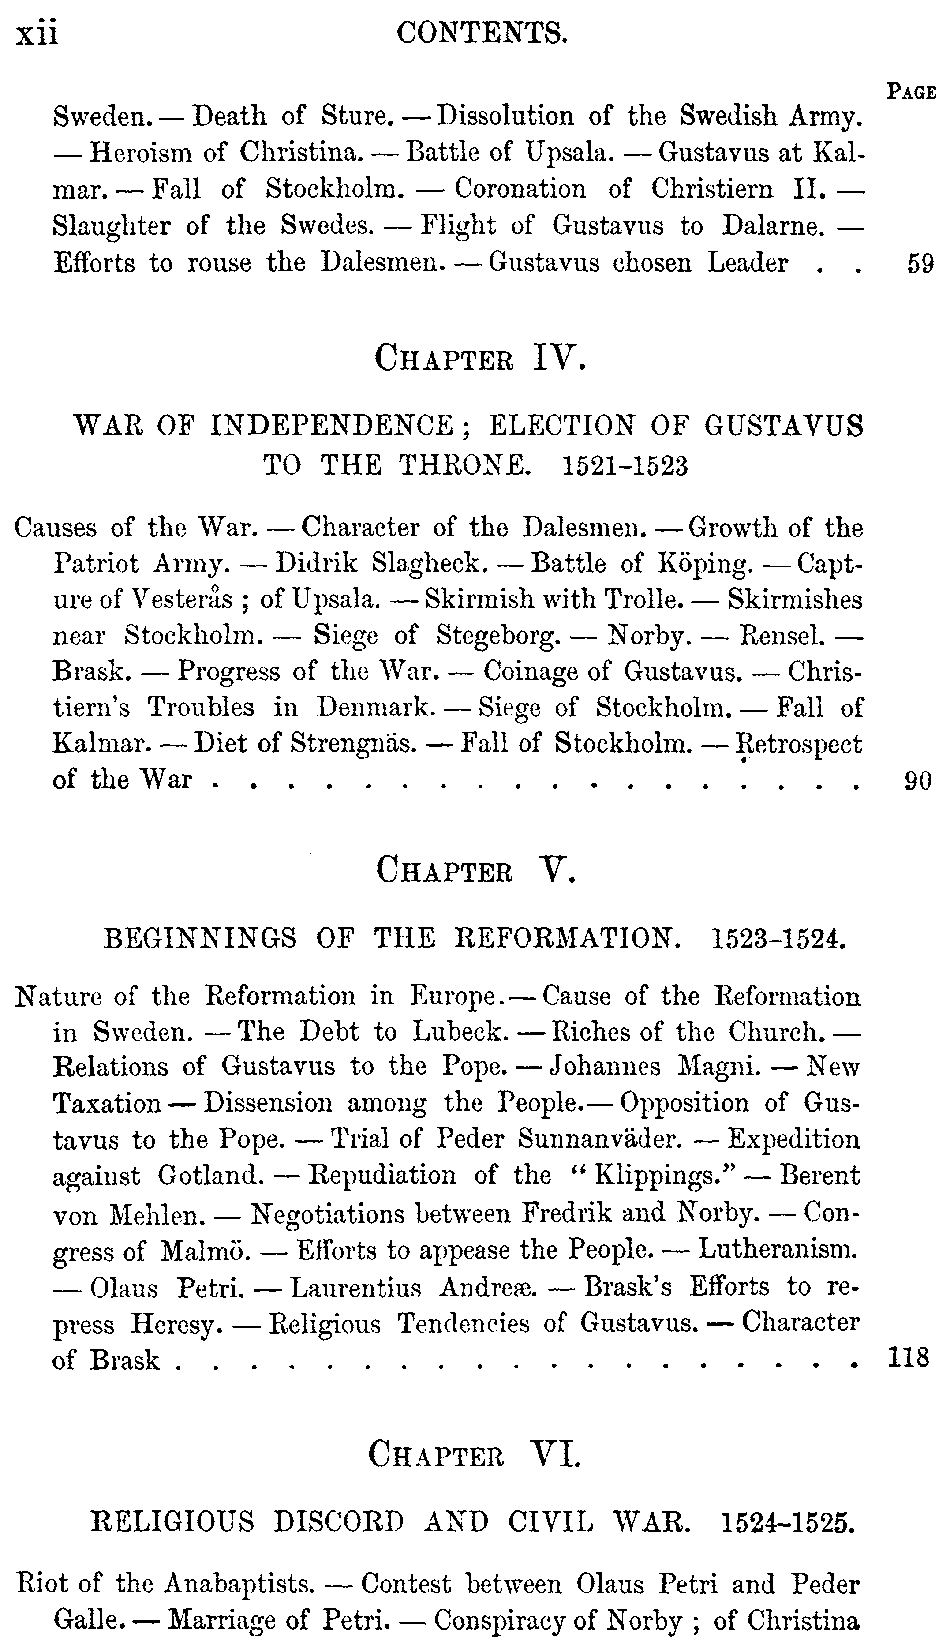 xii CONTENTS.
PAGE
Sweden. — Death of Sture. — Dissolution of the Swedish Army.
— Heroism of Christina. — Battle of Upsala. — Gustavus at Kal-
mar. — Fall of Stockholm. — Coronation of Christiern II. —
Slaughter of the Swedes. — Flight of Gustavus to Dalarne. —
Efforts to rouse the Dalesmen. — Gustavus chosen Leader . . 59
CHAPTER IV.
WAR OF INDEPENDENCE; ELECTION OF GUSTAVUS
TO THE THRONE. 1521–1523
Causes of the War. — Character of the Dalesmen. — Growth of the
Patriot Army. — Didrik Slagheck. — Battle of Köping. — Capt-
ure of Vesterås ; of Upsala. — Skirmish with Trolle. — Skirmishes
near Stockholm. — Siege of Stegeborg. — Norby. — Rensel. —
Brask. — Progress of the War. — Coinage of Gustavus. — Chris-
tiern's Troubles in Denmark. — Siege of Stockholm. — Fall of
Kalmar. — Diet of Strengnäs. — Fall of Stockholm. — Retrospect
of the War . . . . . . . . . . . . . . . . . . 90
CHAPTER V.
BEGINNINGS OF THE REFORMATION. 1523–1524.
Nature of the Reformation in Europe. — Cause of the Reformation
in Sweden. — The Debt to Lubeck. — Riches of the Church. —
Relations of Gustavus to the Pope. — Johannes Magni. — New
Taxation — Dissension among the People. — Opposition of Gus-
tavus to the Pope. — Trial of Peder Sunnanväder. — Expedition
against Gotland. — Repudiation of the “ Klippings.” — Berent
von Mehlen. — Negotiations between Fredrik and Norby. — Con-
gress of Malmö. — Efforts to appease the People. — Lutheranism.
— Olaus Petri. — Laurentius Andreæ. — Brask's Efforts to re-
press Heresy. — Religious Tendencies of Gustavus. — Character
of Brask . . . . . . . . . . . . . . . . . . . 118
CHAPTER VI.
RELIGIOUS DISCORD AND CIVIL WAR. 1524–1525.
Riot of the Anabaptists. — Contest between Olaus Petri and Peder
Galle. — Marriage of Petri. — Conspiracy of Norby ; of Christina